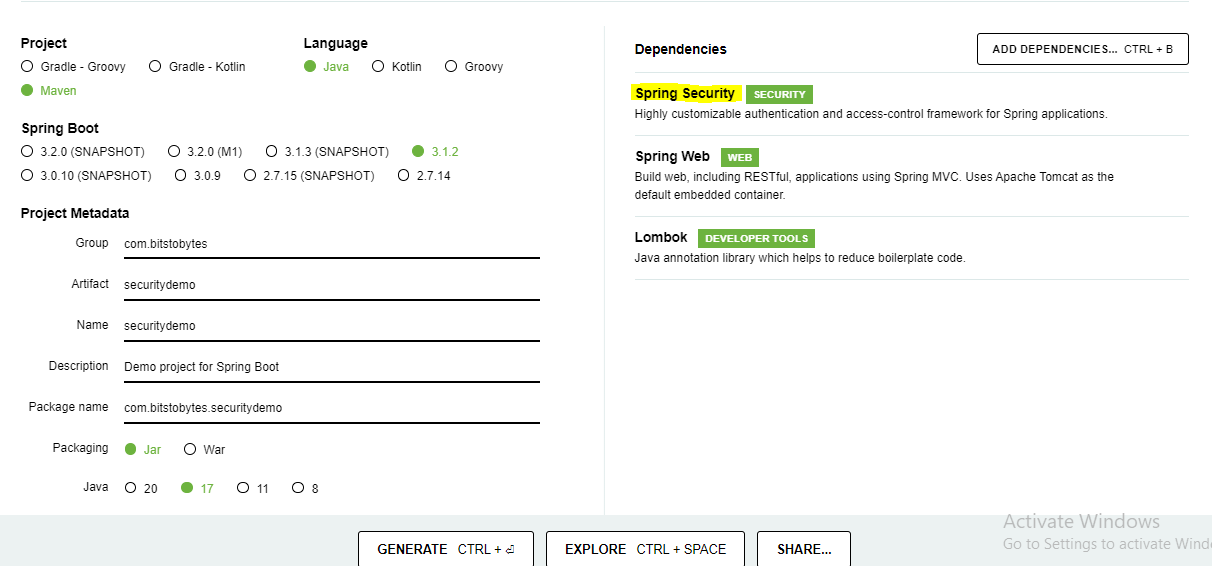 Project
Gradle - Groovy Gradle - Kotlin
Maven
Language
Java Kotlin Groovy
Spring Boot
3.2.0 (SNAPSHOT) 3.2.0 (M1) 3.1.3 (SNAPSHOT) 3.1.2
3.0.10 (SNAPSHOT) 3.0.9 2.7.15 (SNAPSHOT) 2.7.14
Project Metadata
Group com.bitstobytes
Artifact securitydemo
Name securitydemo
Description Demo project for Spring Boot
Package name com.bitstobytes.securitydemo
Packaging Jar War
Java 20 17 11 8
Dependencies
ADD DEPENDENCIES... CTRL + B
Spring Security SECURITY
Highly customizable authentication and access-control framework for Spring applications.
Spring Web WEB
Build web, including RESTful, applications using Spring MVC. Uses Apache Tomcat as the
default embedded container.
Lombok DEVELOPER TOOLS
Java annotation library which helps to reduce boilerplate code.
GENERATE CTRL + ⏎
EXPLORE CTRL + SPACE
SHARE...
Activate Windows
Go to Settings to activate Wind